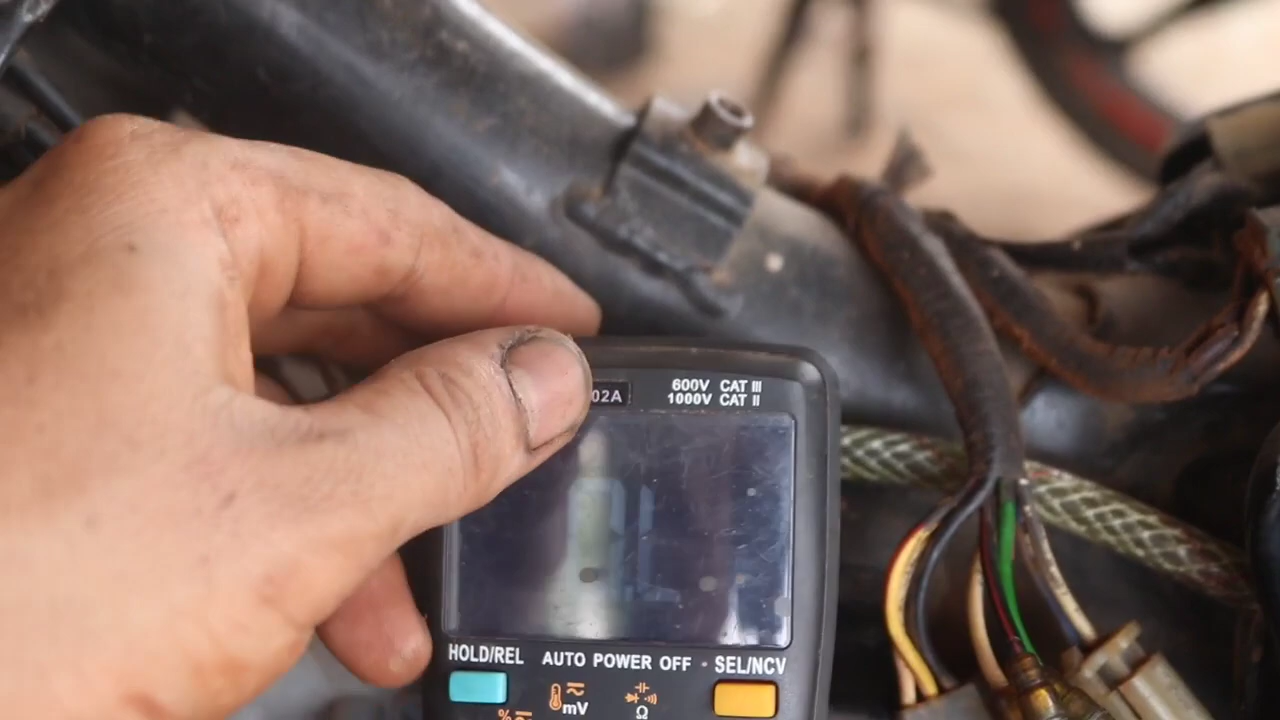 02A
600V CAT III
1000V CAT II
HOLD/REL AUTO POWER OFF · SEL/NCV
mV
% Ω